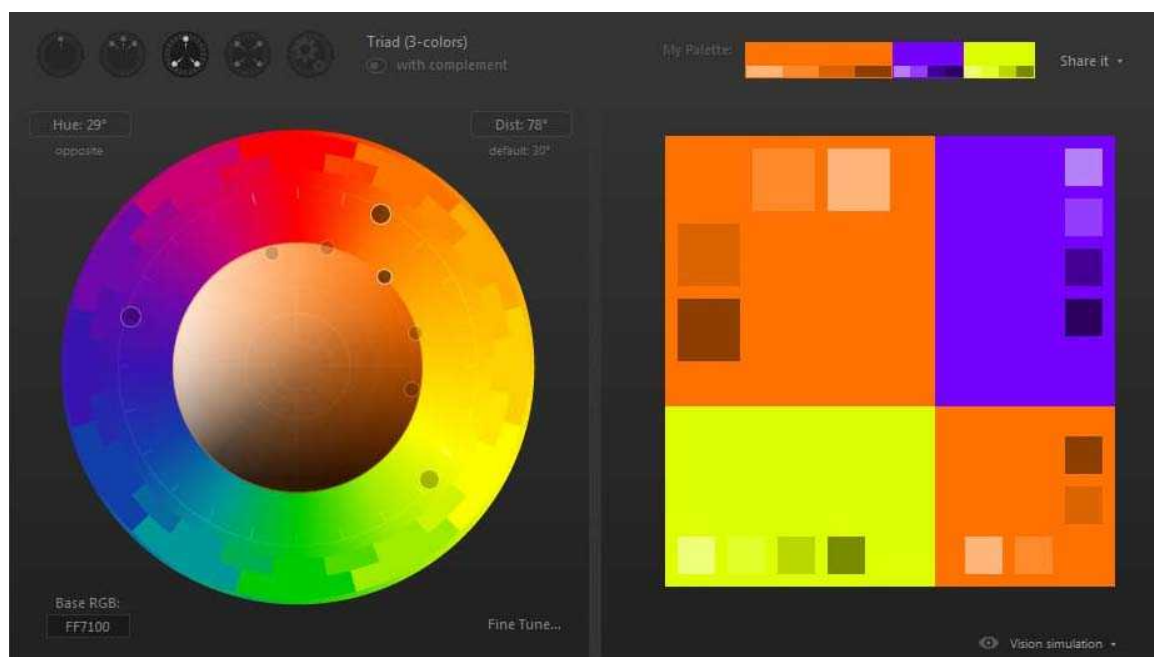 Triad (3-colors)
with complement
My Palette:
Share it
Hue: 29°
opposite
Dist: 78°
default: 30°
Base RGB:
FF7100
Fine Tune...
Vision simulation